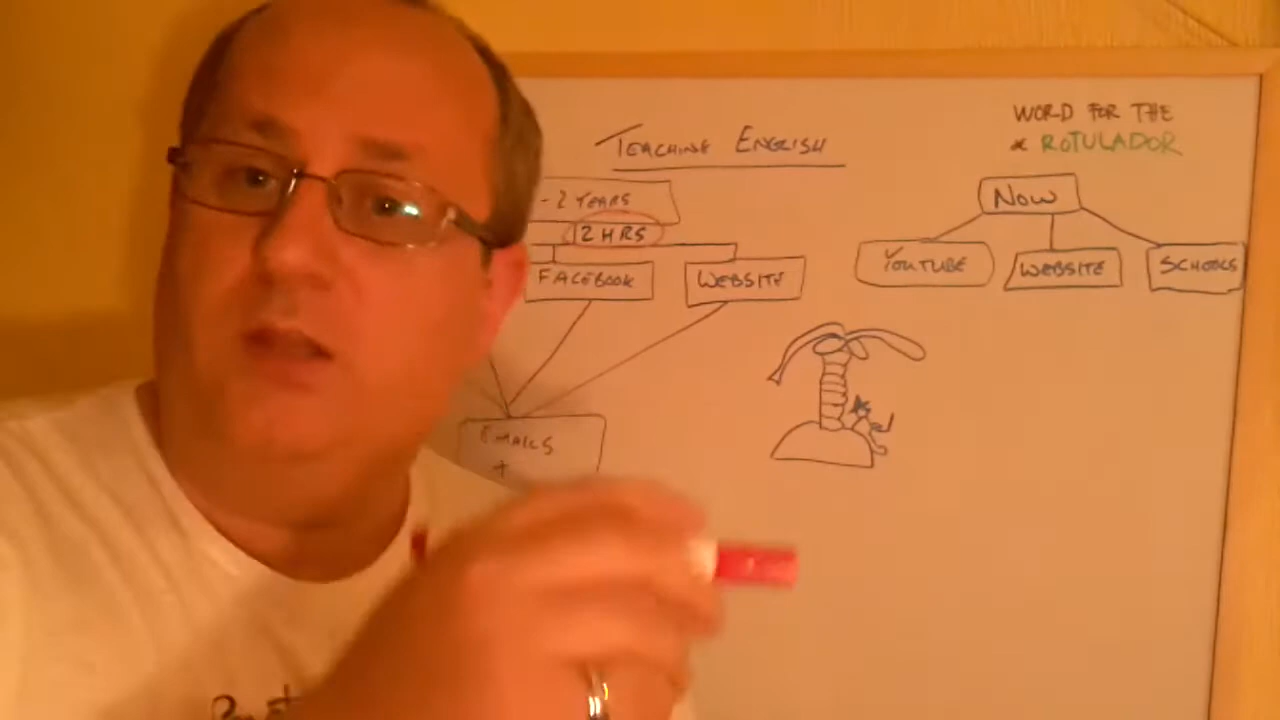 TEACHING ENGLISH
WORD FOR THE
* ROTULADOR
- 2 YEARS
2 HRS
FACEBOOK
WEBSITE
NOW
YOUTUBE
WEBSITE
SCHOOLS
EMAILS
+